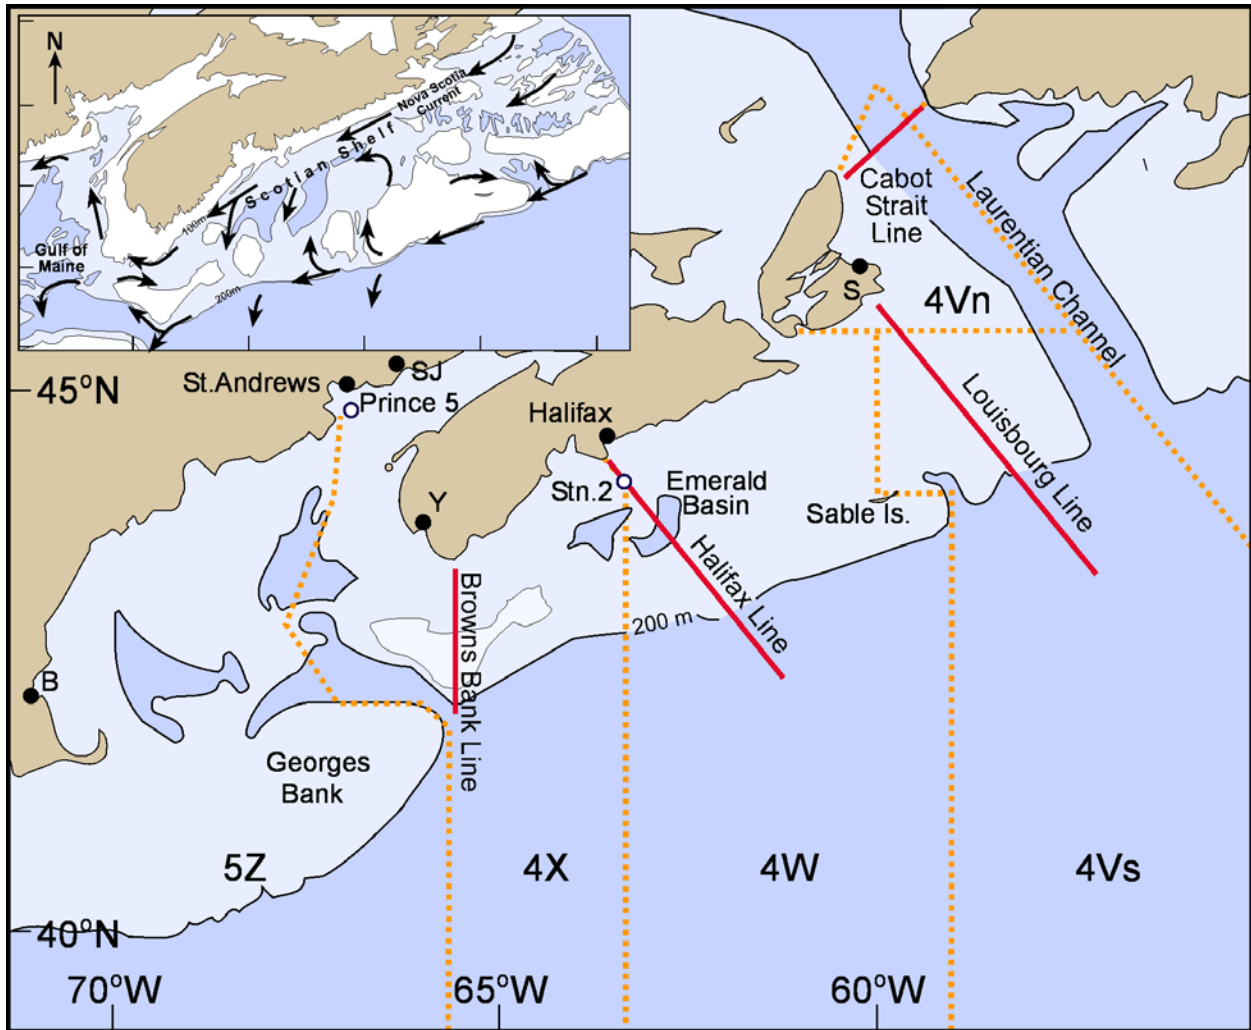 N
Nova Scotia
Current
Scotian Shelf
100m
Gulf of
Maine
200m
Cabot
Strait
Line
Laurentian Channel
S
4Vn
45°N
St.Andrews
SJ
Prince 5
Halifax
Louisbourg Line
Stn.2
Emerald
Basin
Sable Is.
Y
Halifax Line
Browns Bank Line
200 m
B
Georges
Bank
5Z
4X
4W
4Vs
40°N
70°W
65°W
60°W